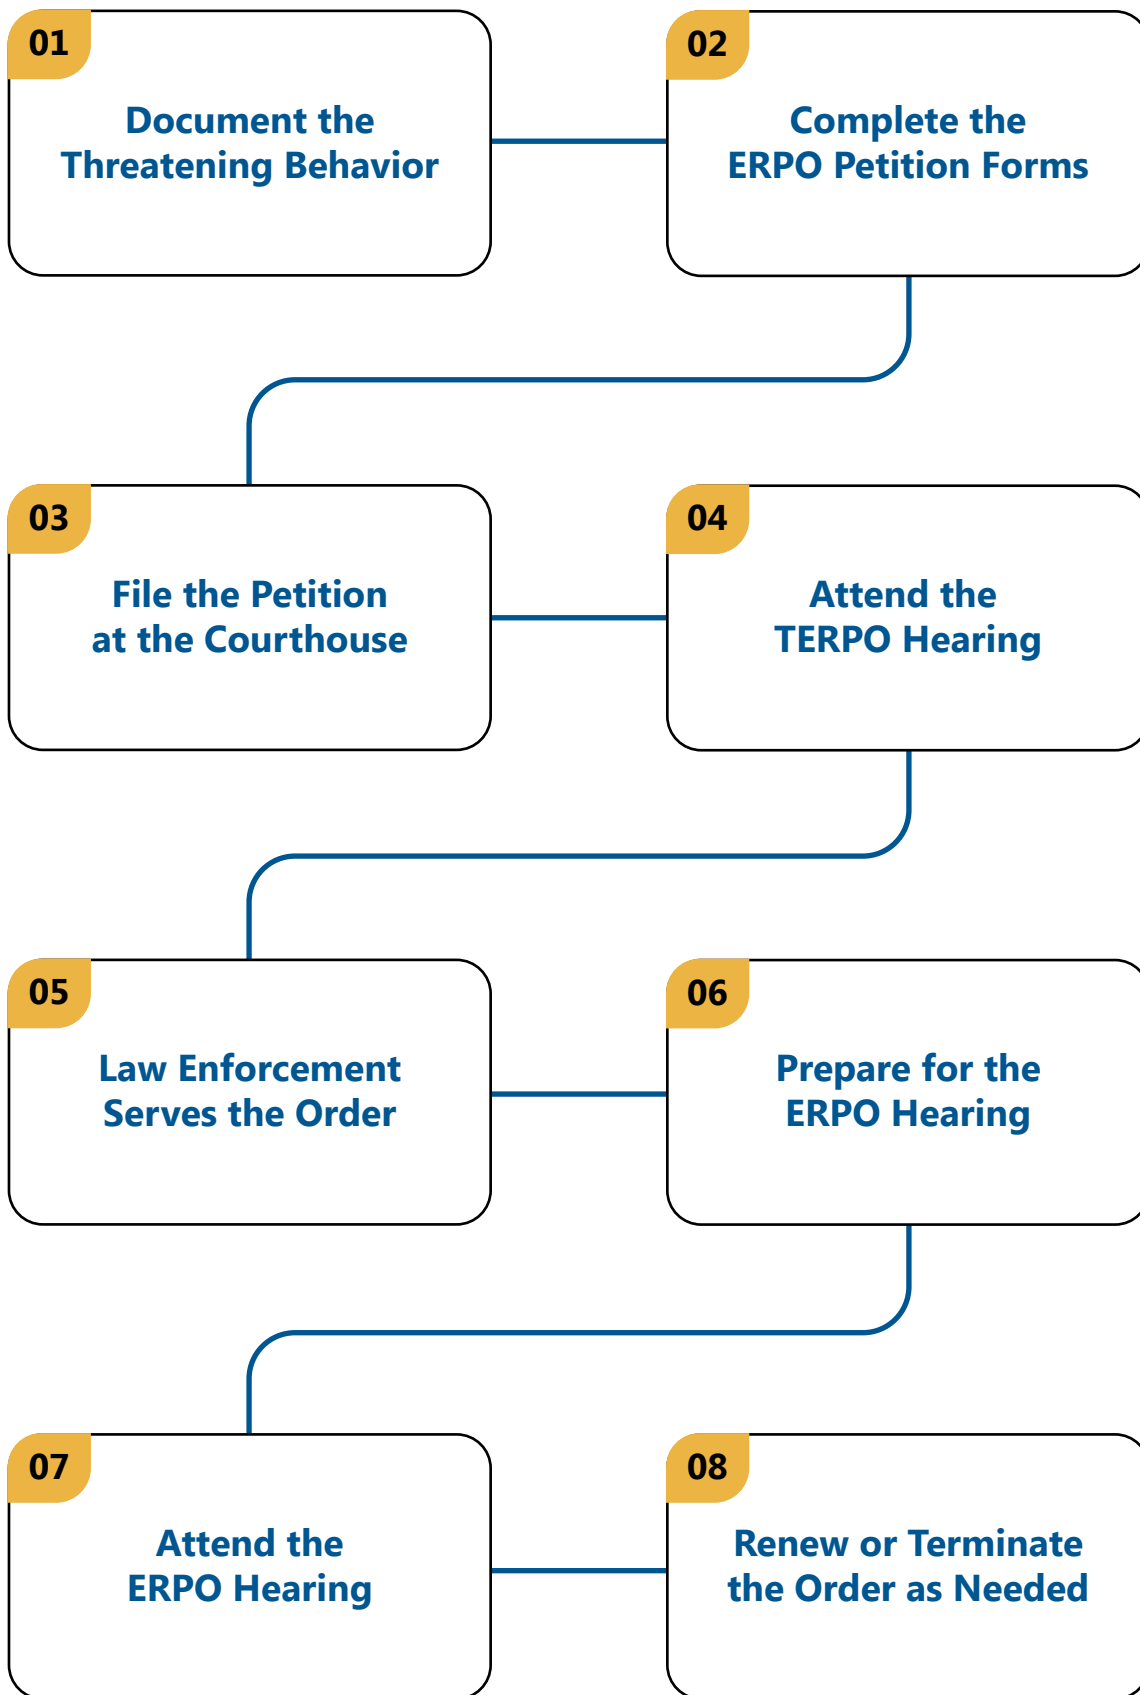 01
Document the
Threatening Behavior
02
Complete the
ERPO Petition Forms
03
File the Petition
at the Courthouse
04
Attend the
TERPO Hearing
05
Law Enforcement
Serves the Order
06
Prepare for the
ERPO Hearing
07
Attend the
ERPO Hearing
08
Renew or Terminate
the Order as Needed